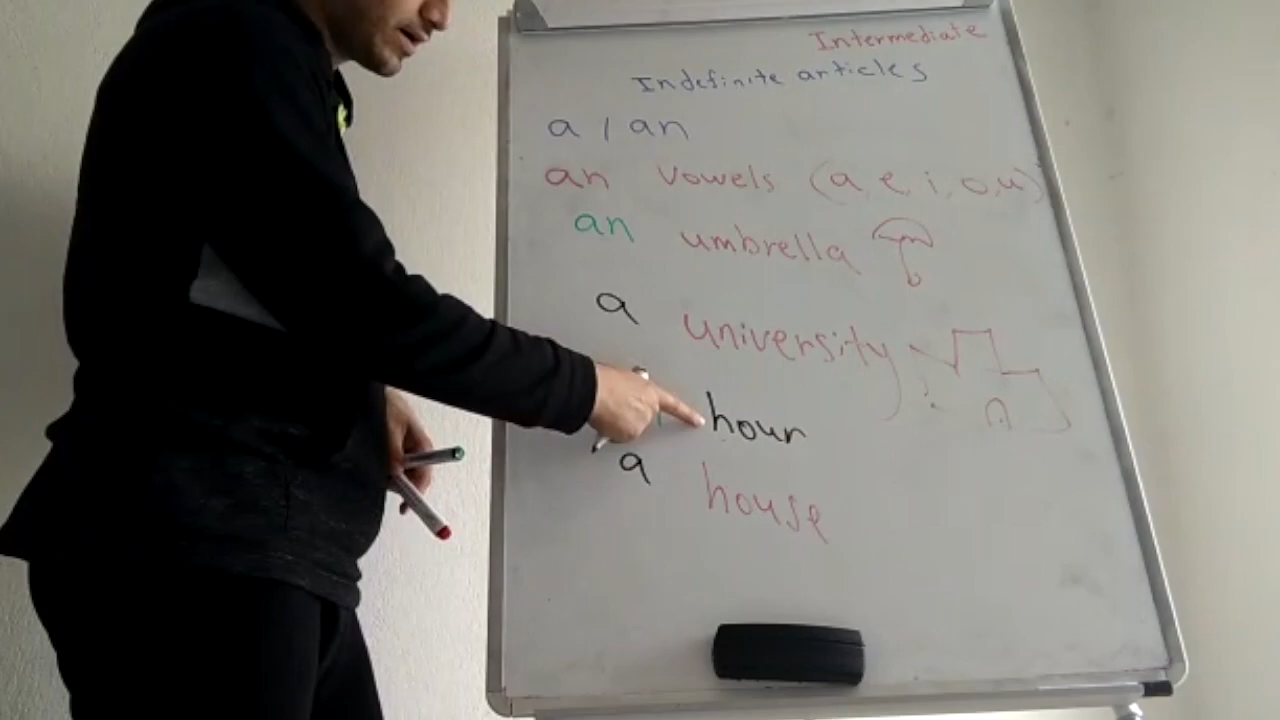 Intermediate
Indefinite articles
a / an
an vowels (a, e, i, o, u)
an umbrella
a university
hour
a house